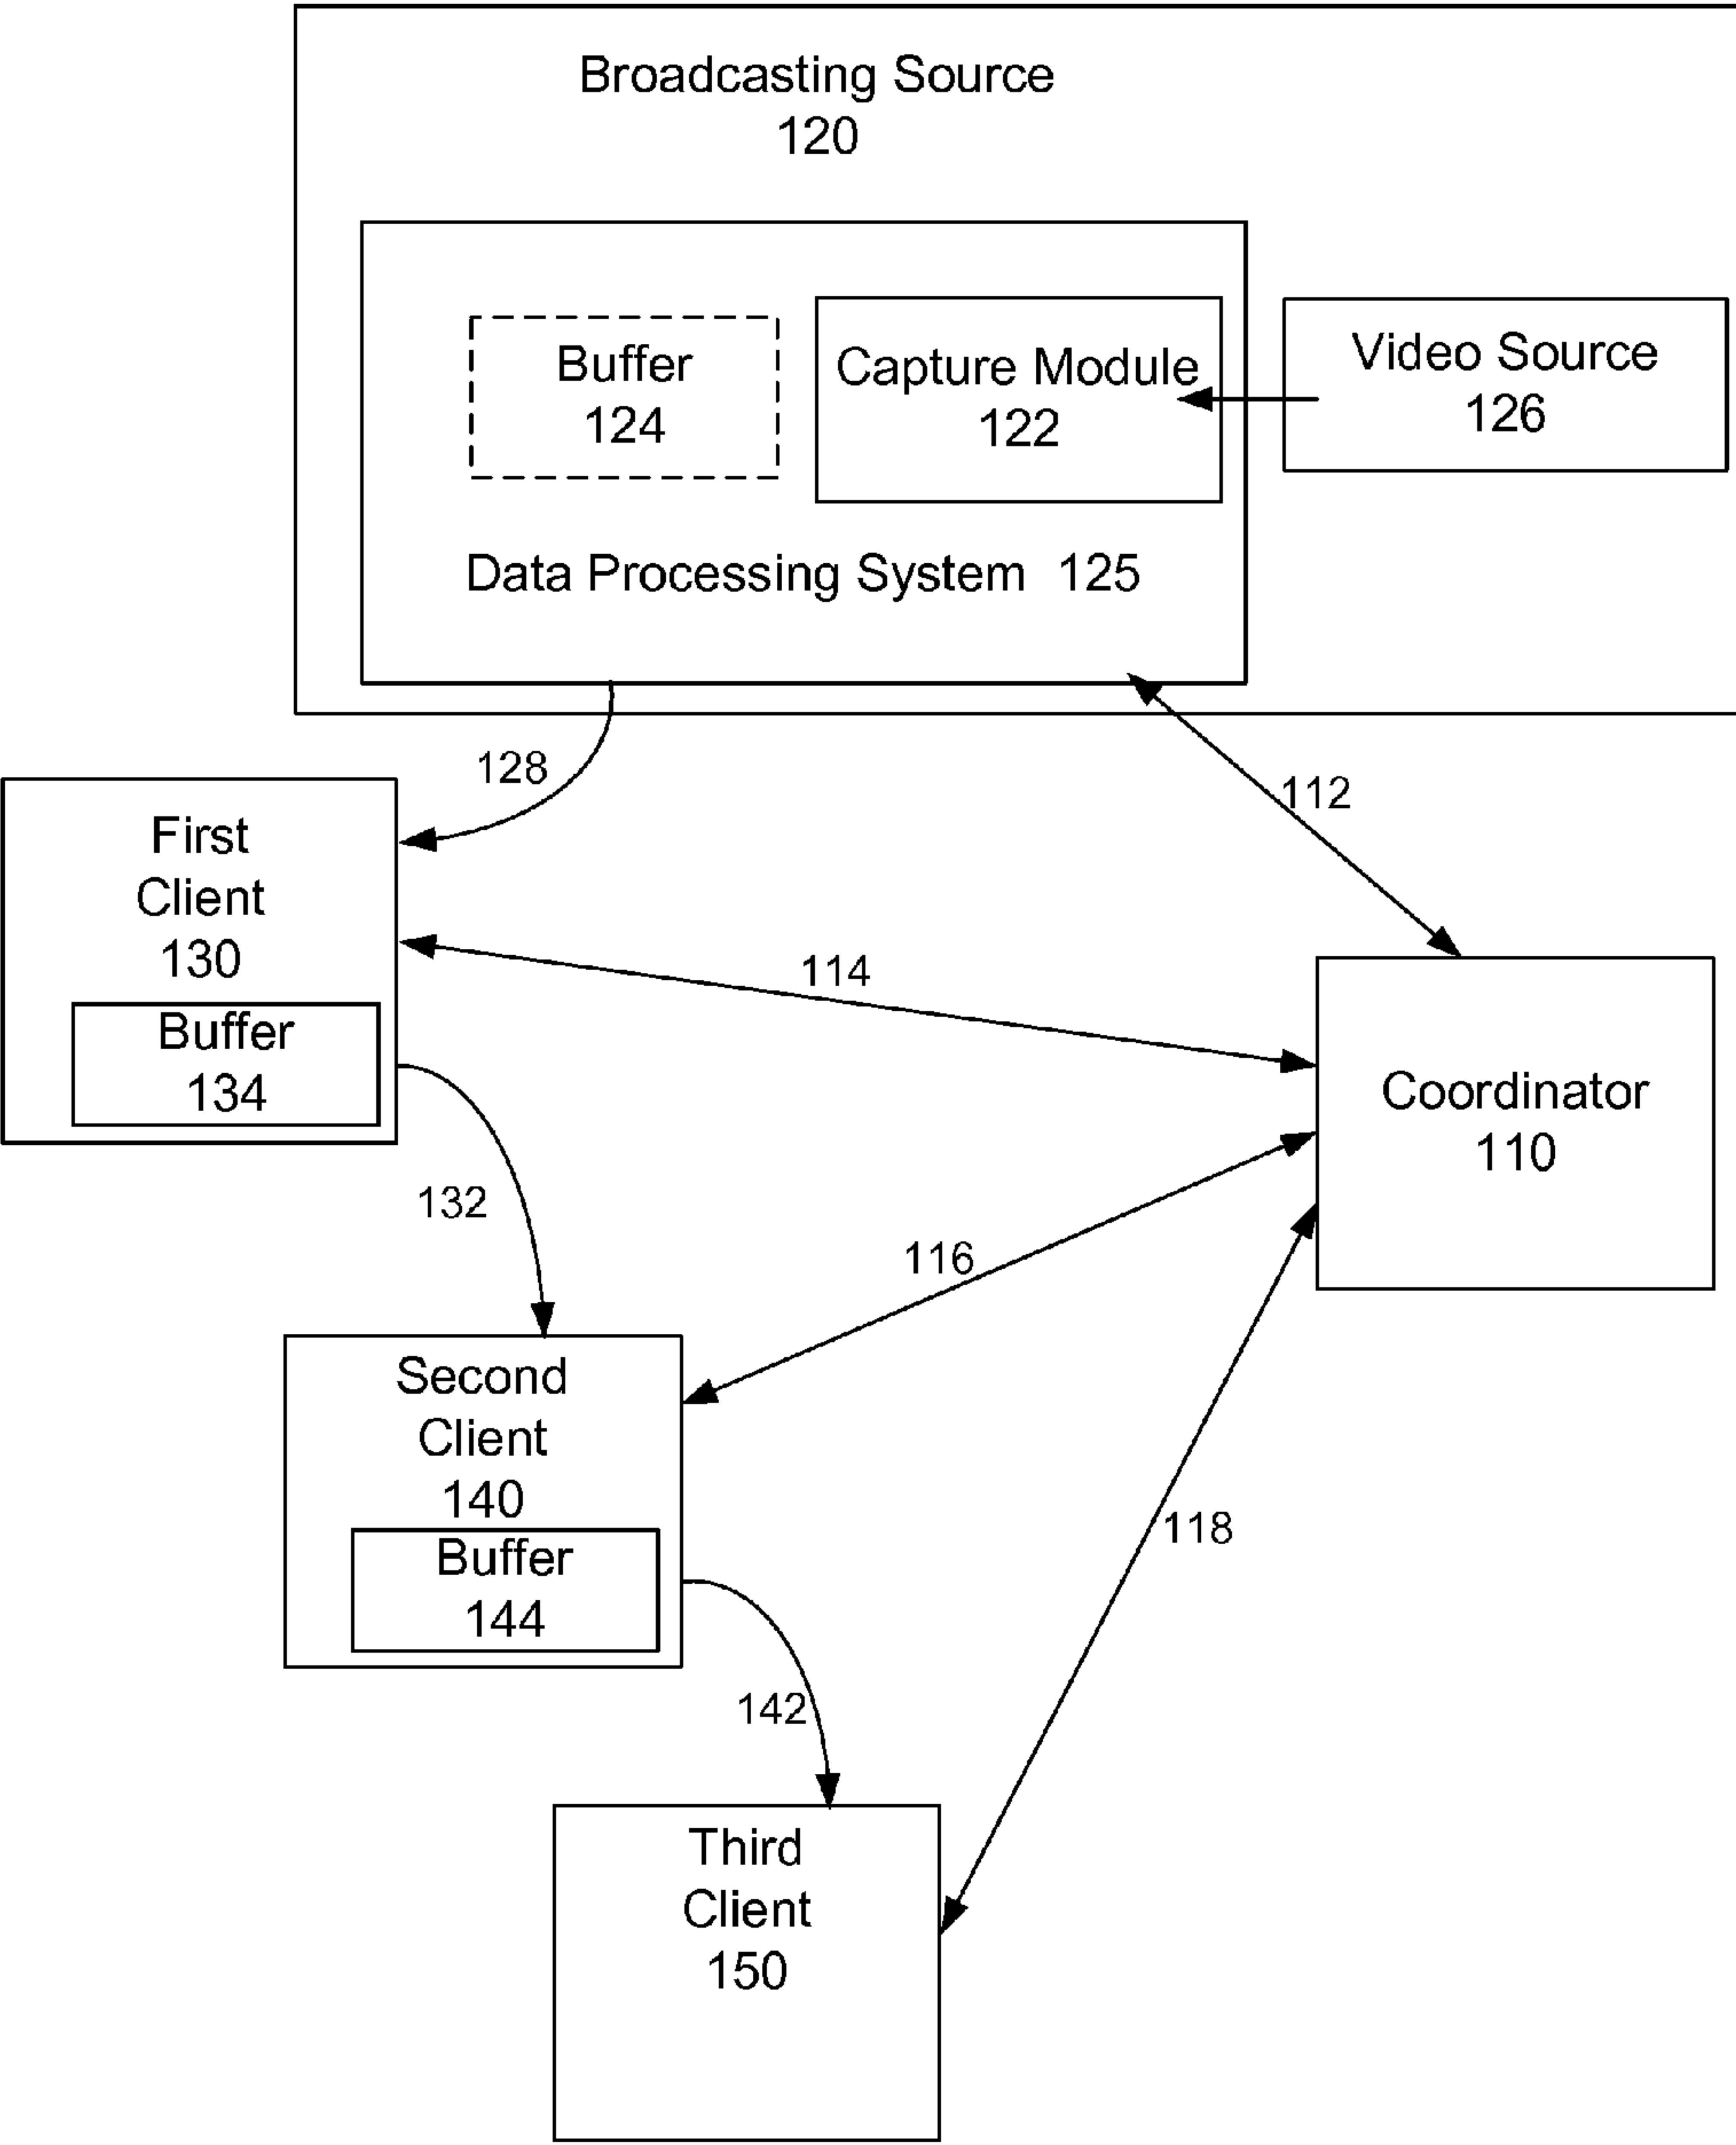 Broadcasting Source
120
Buffer
124
Capture Module
122
Video Source
126
Data Processing System 125
128
112
First
Client
130
Buffer
134
114
Coordinator
110
132
116
Second
Client
140
Buffer
144
118
142
Third
Client
150